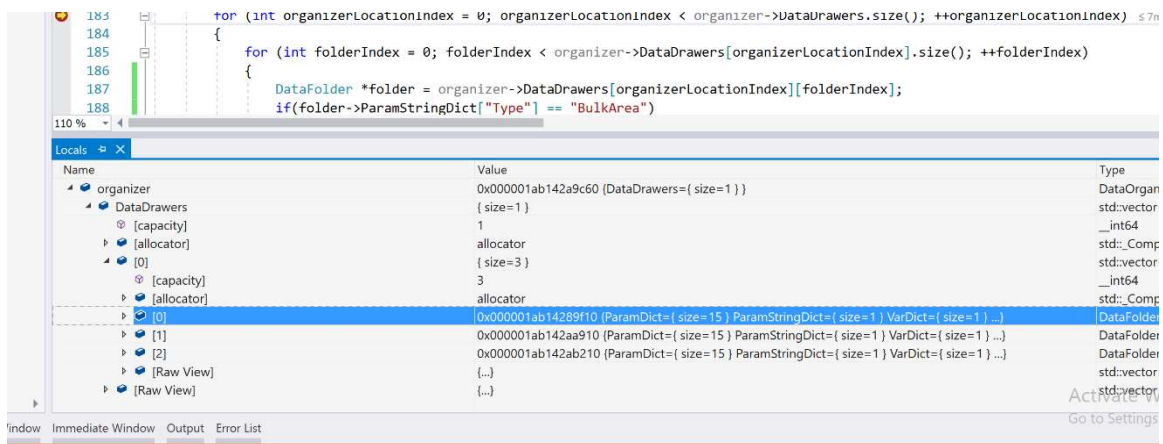 183 for (int organizerLocationIndex = 0; organizerLocationIndex < organizer->DataDrawers.size(); ++organizerLocationIndex) ≤7m
184 {
185 for (int folderIndex = 0; folderIndex < organizer->DataDrawers[organizerLocationIndex].size(); ++folderIndex)
186 {
187 DataFolder *folder = organizer->DataDrawers[organizerLocationIndex][folderIndex];
188 if(folder->ParamStringDict["Type"] == "BulkArea")
110 %
Locals
Name Value Type
organizer 0x000001ab142a9c60 {DataDrawers={ size=1 } } DataOrgan
DataDrawers { size=1 } std::vector
[capacity] 1 __int64
[allocator] allocator std::_Comp
[0] { size=3 } std::vector
[capacity] 3 __int64
[allocator] allocator std::_Comp
[0] 0x000001ab14289f10 {ParamDict={ size=15 } ParamStringDict={ size=1 } VarDict={ size=1 } ...} DataFolder
[1] 0x000001ab142aa910 {ParamDict={ size=15 } ParamStringDict={ size=1 } VarDict={ size=1 } ...} DataFolder
[2] 0x000001ab142ab210 {ParamDict={ size=15 } ParamStringDict={ size=1 } VarDict={ size=1 } ...} DataFolder
[Raw View] {...} std::vector
[Raw View] {...} std::vector
Activate W
Go to Settings
indow Immediate Window Output Error List